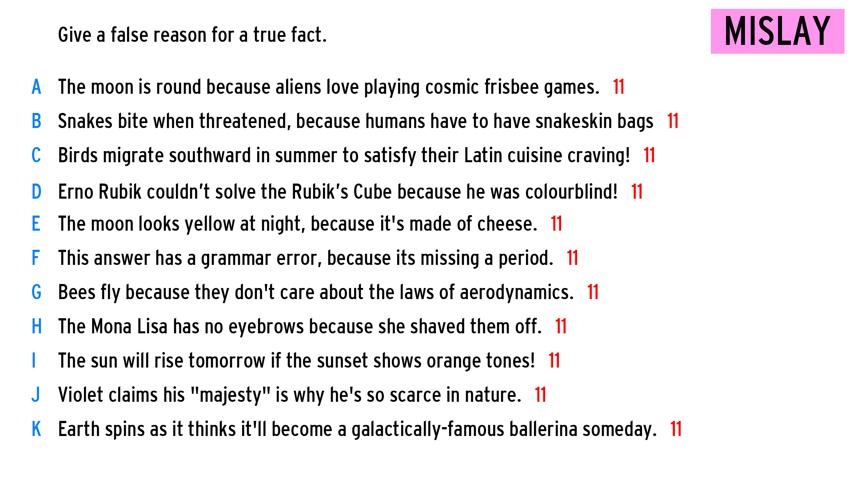 Give a false reason for a true fact.
MISLAY
A The moon is round because aliens love playing cosmic frisbee games. 11
B Snakes bite when threatened, because humans have to have snakeskin bags 11
C Birds migrate southward in summer to satisfy their Latin cuisine craving! 11
D Erno Rubik couldn’t solve the Rubik’s Cube because he was colourblind! 11
E The moon looks yellow at night, because it's made of cheese. 11
F This answer has a grammar error, because its missing a period. 11
G Bees fly because they don't care about the laws of aerodynamics. 11
H The Mona Lisa has no eyebrows because she shaved them off. 11
I The sun will rise tomorrow if the sunset shows orange tones! 11
J Violet claims his "majesty" is why he's so scarce in nature. 11
K Earth spins as it thinks it'll become a galactically-famous ballerina someday. 11